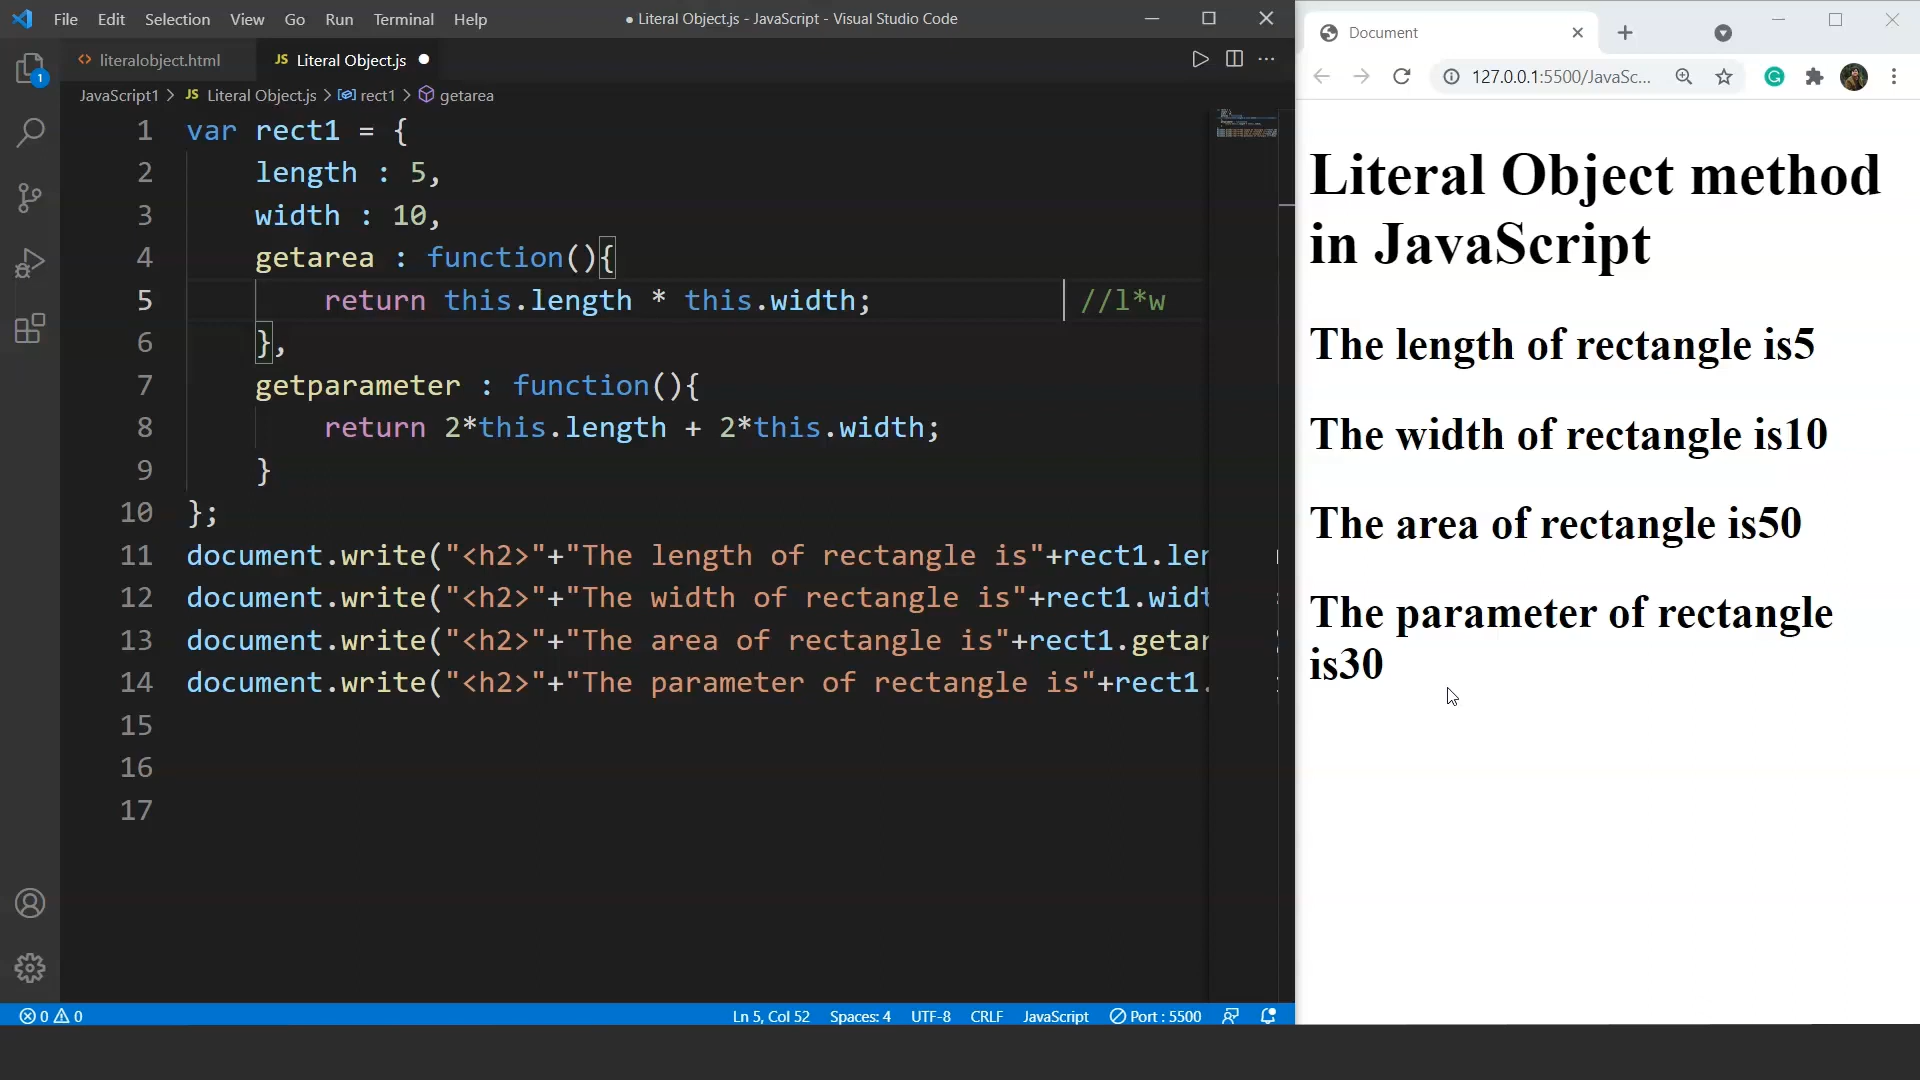 File Edit Selection View Go Run Terminal Help ● Literal Object.js - JavaScript - Visual Studio Code
literalobject.html JS Literal Object.js
JavaScript1 > JS Literal Object.js > rect1 > getarea
1 var rect1 = {
2 length : 5,
3 width : 10,
4 getarea : function(){
5 return this.length * this.width; //l*w
6 },
7 getparameter : function(){
8 return 2*this.length + 2*this.width;
9 }
10 };
11 document.write("<h2>"+"The length of rectangle is"+rect1.len
12 document.write("<h2>"+"The width of rectangle is"+rect1.widt
13 document.write("<h2>"+"The area of rectangle is"+rect1.getar
14 document.write("<h2>"+"The parameter of rectangle is"+rect1.
15
16
17
1
0 0 Ln 5, Col 52 Spaces: 4 UTF-8 CRLF JavaScript Port : 5500
Document
127.0.0.1:5500/JavaSc...
Literal Object method
in JavaScript
The length of rectangle is5
The width of rectangle is10
The area of rectangle is50
The parameter of rectangle
is30